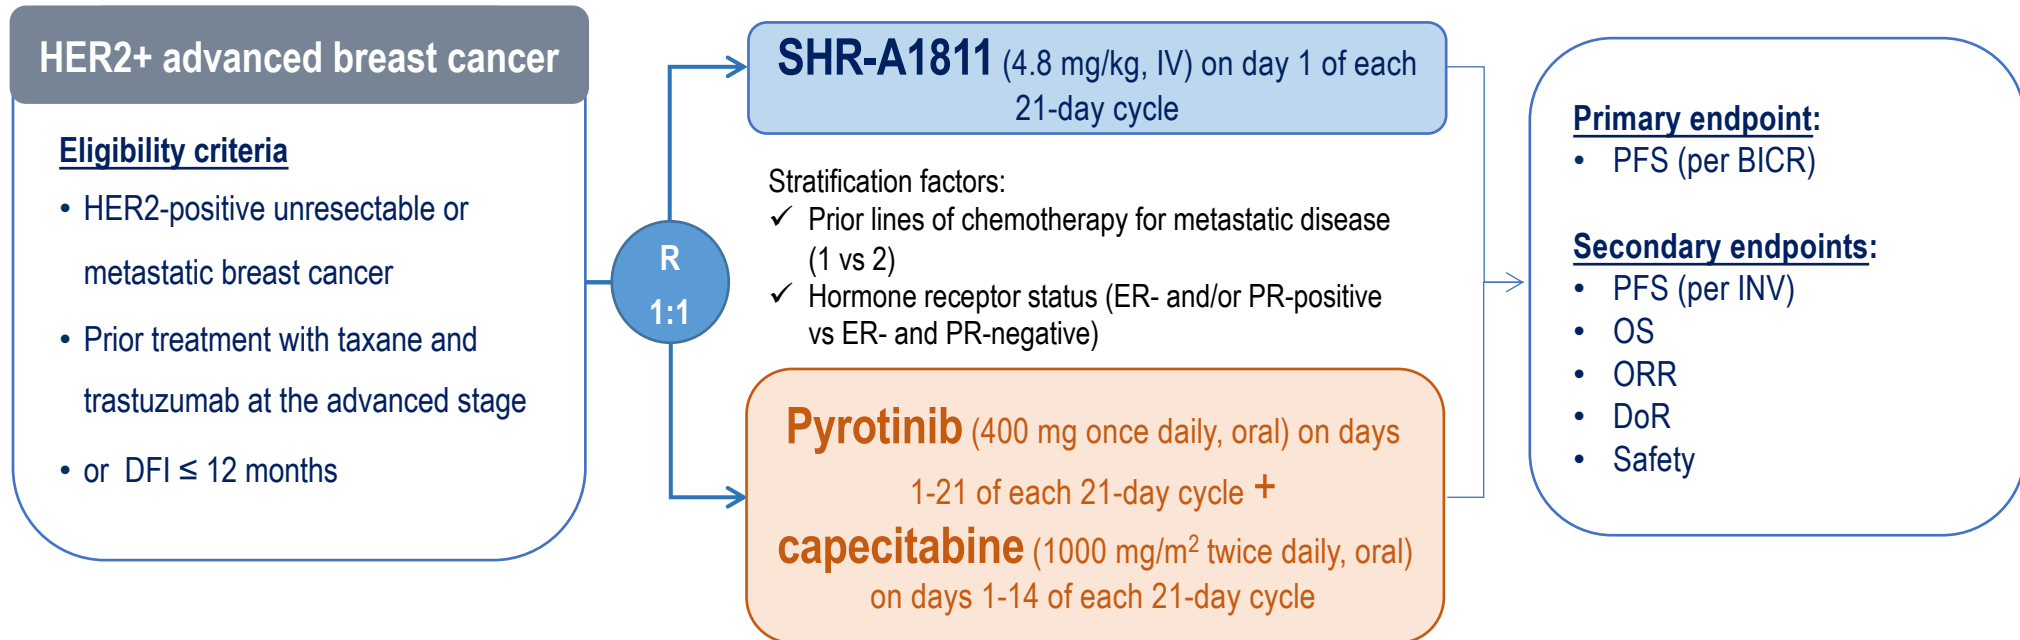 HER2+ advanced breast cancer
Eligibility criteria
• HER2-positive unresectable or
metastatic breast cancer
• Prior treatment with taxane and
trastuzumab at the advanced stage
• or DFI ≤ 12 months
R
1:1
SHR-A1811 (4.8 mg/kg, IV) on day 1 of each
21-day cycle
Stratification factors:
✓ Prior lines of chemotherapy for metastatic disease
(1 vs 2)
✓ Hormone receptor status (ER- and/or PR-positive
vs ER- and PR-negative)
Pyrotinib (400 mg once daily, oral) on days
1-21 of each 21-day cycle +
capecitabine (1000 mg/m² twice daily, oral)
on days 1-14 of each 21-day cycle
Primary endpoint:
• PFS (per BICR)
Secondary endpoints:
• PFS (per INV)
• OS
• ORR
• DoR
• Safety